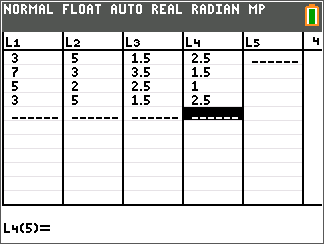 NORMAL FLOAT AUTO REAL RADIAN MP
L1 L2 L3 L4 L5 4
3 5 1.5 2.5 ------
7 3 3.5 1.5
5 2 2.5 1
3 5 1.5 2.5
------ ------ ------ ------
L4(5)=